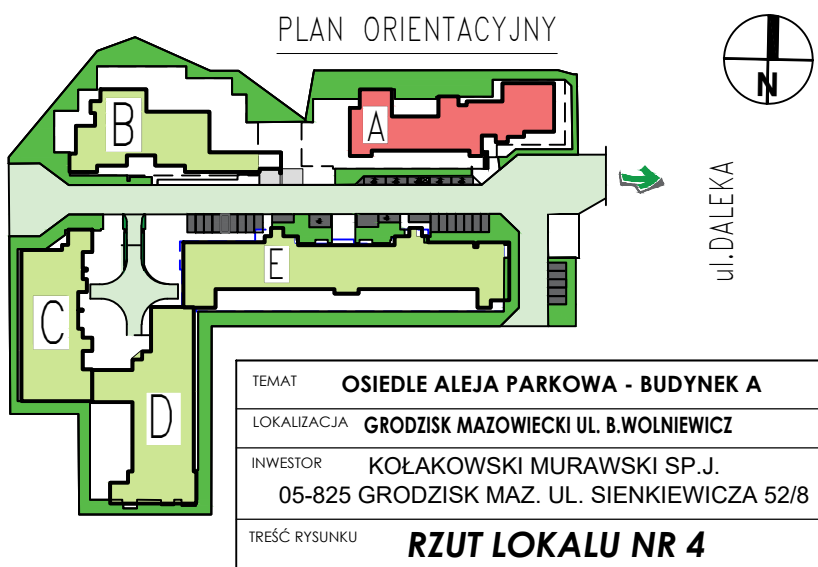 PLAN ORIENTACYJNY
N
B
A
ul.DALEKA
E
C
D
TEMAT OSIEDLE ALEJA PARKOWA - BUDYNEK A
LOKALIZACJA GRODZISK MAZOWIECKI UL. B.WOLNIEWICZ
INWESTOR KOŁAKOWSKI MURAWSKI SP.J.
05-825 GRODZISK MAZ. UL. SIENKIEWICZA 52/8
TREŚĆ RYSUNKU RZUT LOKALU NR 4